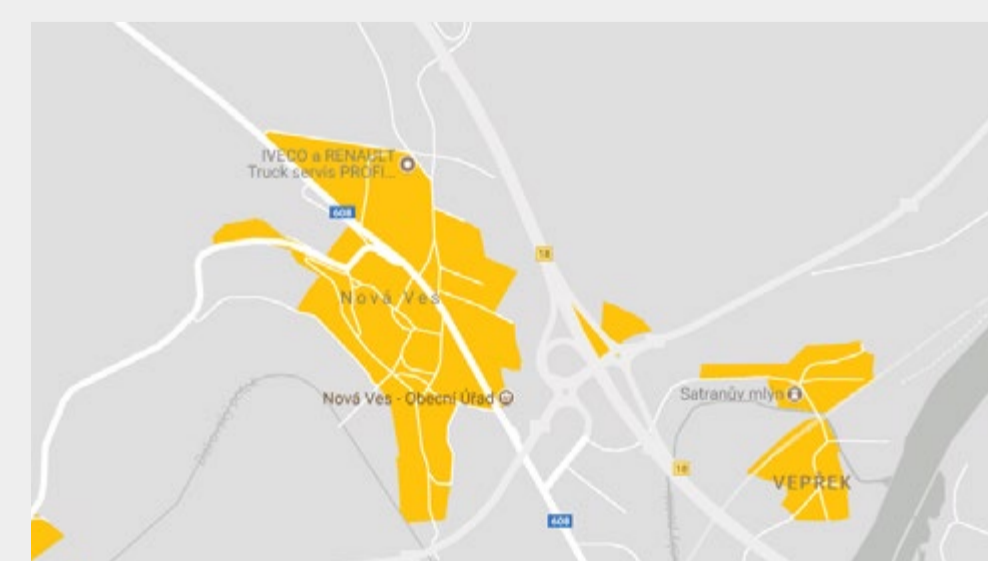 IVECO a RENAULT
Truck servis PROFI...
608
18
Nová Ves
Satranův mlýn
Nová Ves - Obecní Úřad
18
VEPŘEK
608